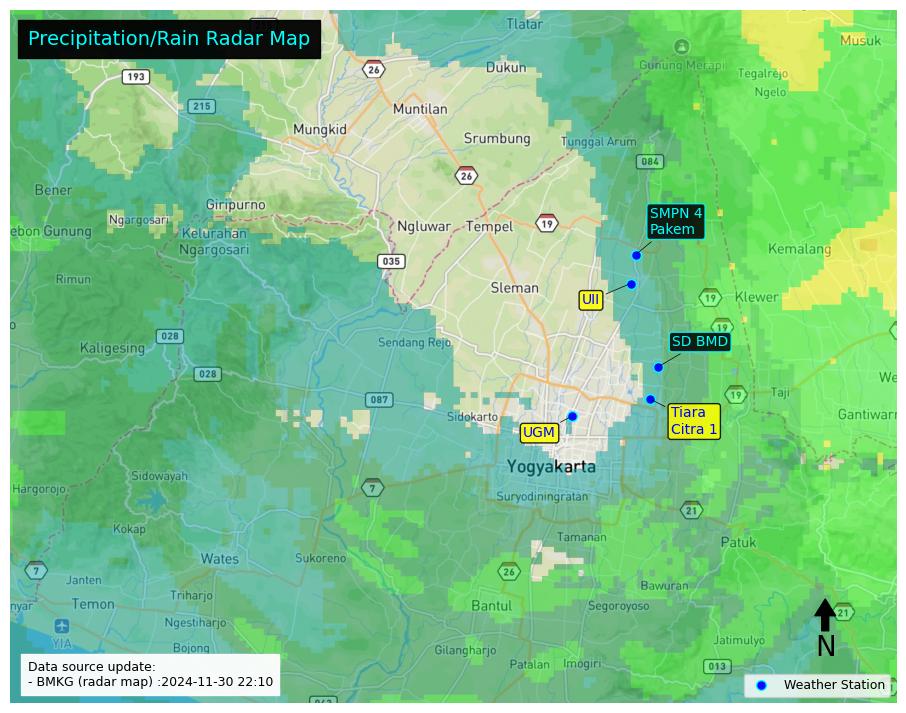 Precipitation/Rain Radar Map
Tlatar
Musuk
26
Dukun
Gunung Merapi
Tegalrejo
193
Ngelo
215
Muntilan
Mungkid
Srumbung
Tunggul Arum
084
26
Bener
Giripurno
SMPN 4
Pakem
Ngargosari
Ngluwar
Tempel
19
ebon Gunung
Kelurahan
Ngargosari
Kemalang
035
Rimun
Sleman
UII
19
Klewer
19
028
Sendang Rejo
SD BMD
Kaligesing
028
We
087
19
Taji
Sidokarto
Tiara
Citra 1
Gantiwar
UGM
Yogyakarta
Sidowayah
Hargorojo
7
Suryodiningratan
21
Kokap
Tamanan
Patuk
Wates
Sukoreno
7
26
Janten
Bawuran
nyar
Temon
Triharjo
Bantul
Segoroyoso
21
Ngestiharjo
YIA
Jatimulyo
N
Bojong
Gilangharjo
Patalan
Imogiri
013
Data source update:
- BMKG (radar map) :2024-11-30 22:10
Weather Station